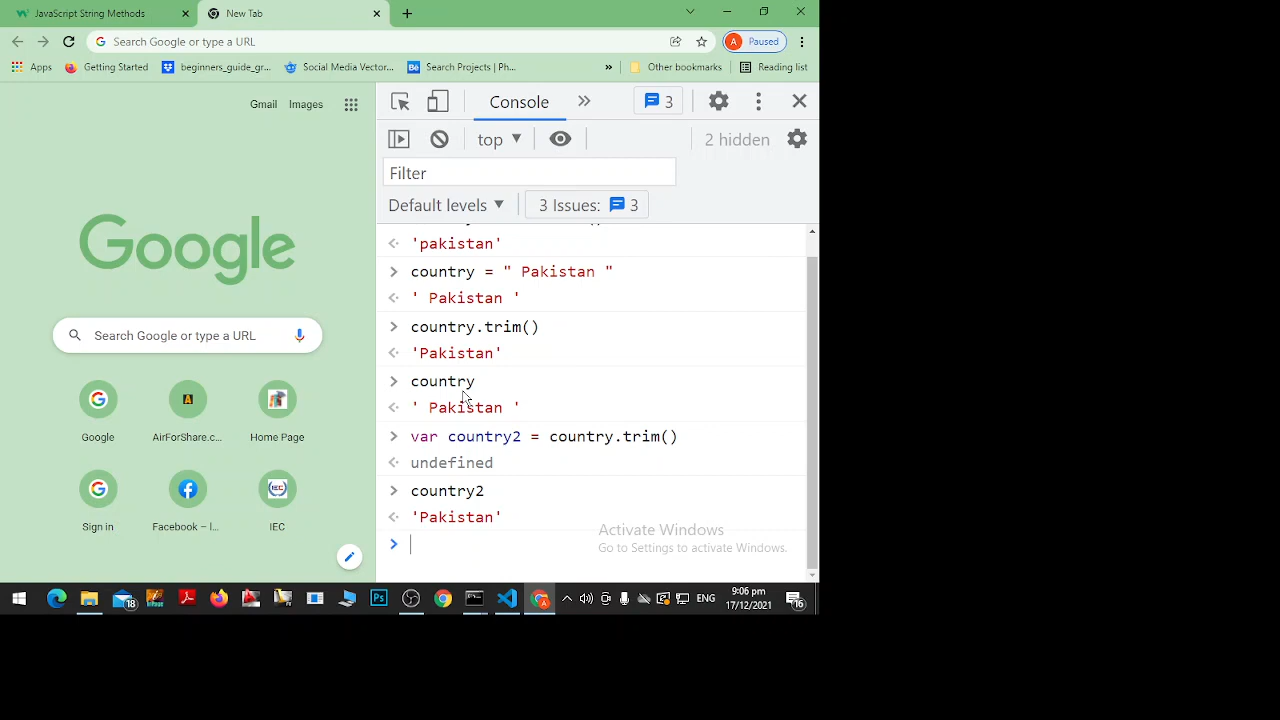 JavaScript String Methods
New Tab
Search Google or type a URL
A Paused
Apps
Getting Started
beginners_guide_gr...
Social Media Vector...
Bē Search Projects | Ph...
»
Other bookmarks
Reading list
Gmail
Images
Google
Search Google or type a URL
Google
AirForShare.c...
Home Page
Sign in
Facebook – l...
IEC
Console
3
top
2 hidden
Filter
Default levels
3 Issues: 3
'pakistan'
country = " Pakistan "
' Pakistan '
country.trim()
'Pakistan'
country
' Pakistan '
var country2 = country.trim()
undefined
country2
'Pakistan'
Activate Windows
Go to Settings to activate Windows.
18
Ps
ENG
9:06 pm
17/12/2021
16